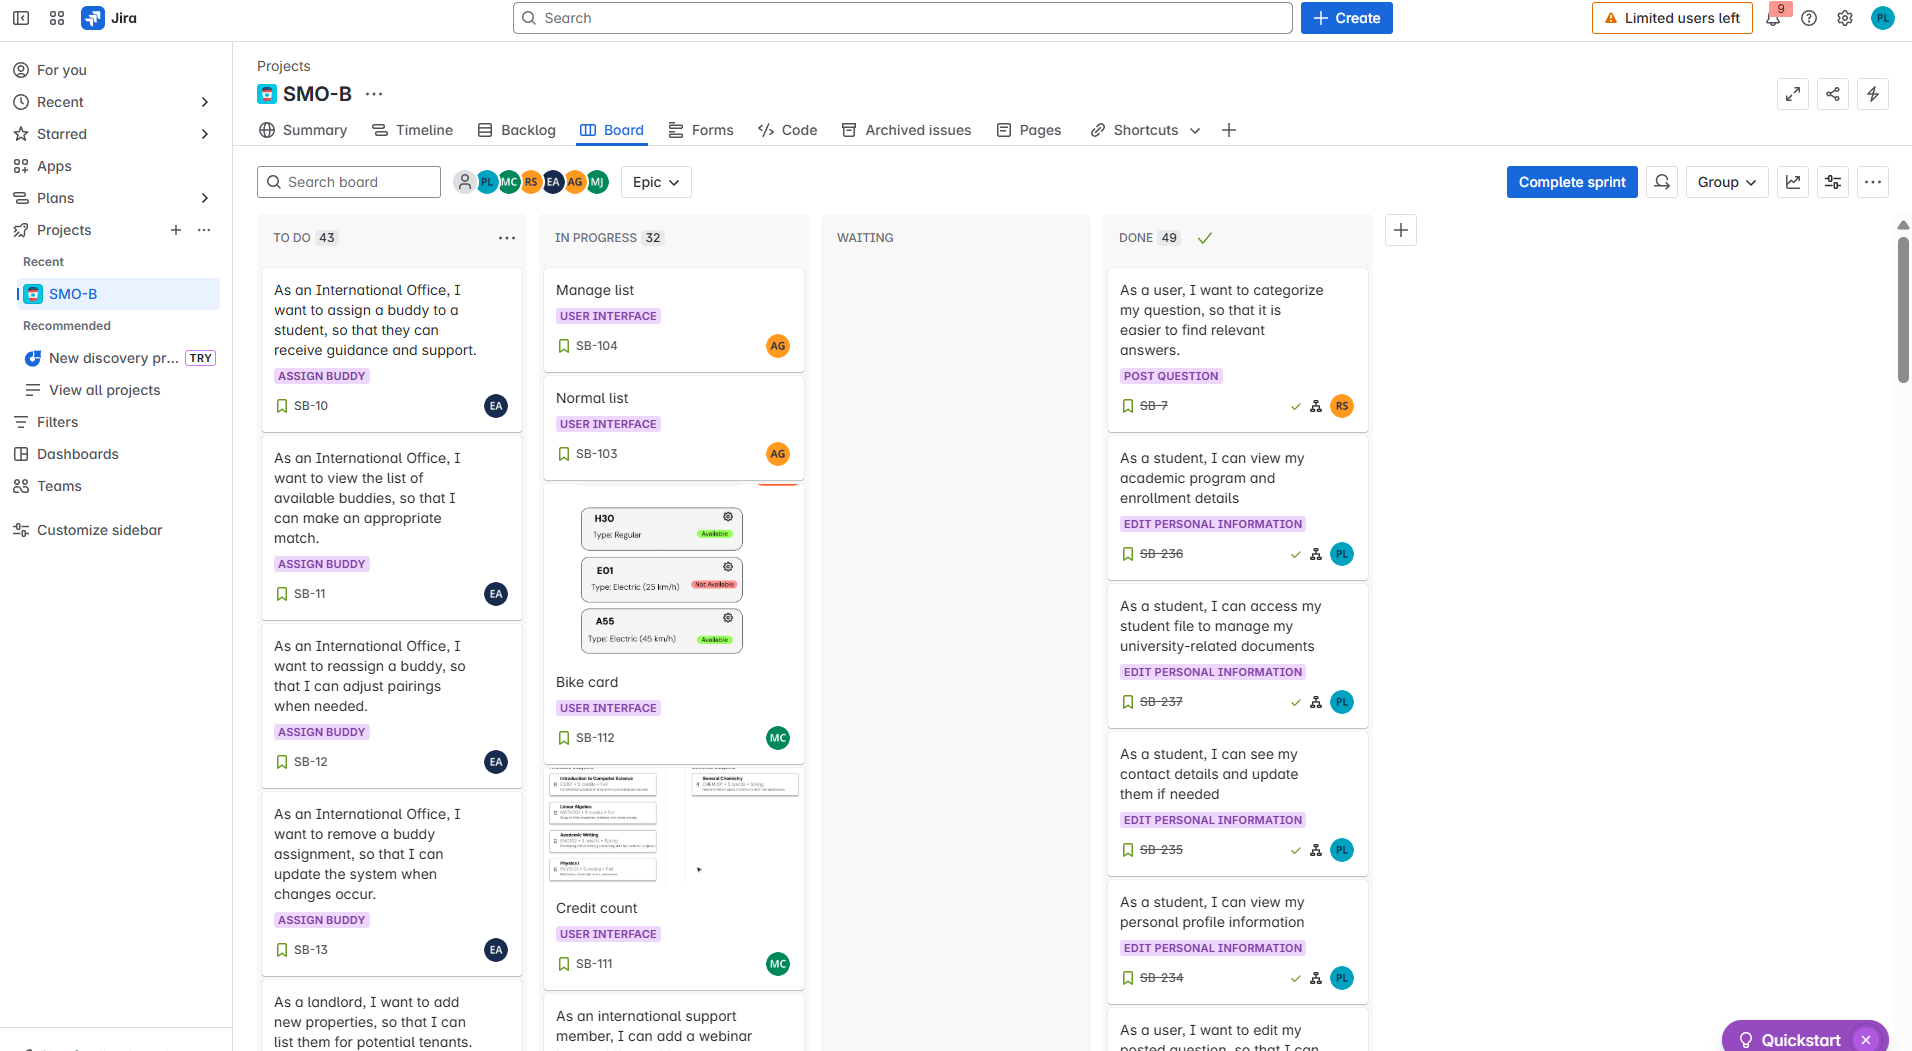 Jira
Search
Create
Limited users left
9
PL
For you
Recent
Starred
Apps
Plans
Projects
Recent
SMO-B
Recommended
New discovery pr...
TRY
View all projects
Filters
Dashboards
Teams
Customize sidebar
Projects
SMO-B
Summary
Timeline
Backlog
Board
Forms
Code
Archived issues
Pages
Shortcuts
Search board
PL
MC
RS
EA
AG
MJ
Epic
Complete sprint
Group
TO DO 43
As an International Office, I
want to assign a buddy to a
student, so that they can
receive guidance and support.
ASSIGN BUDDY
SB-10
EA
As an International Office, I
want to view the list of
available buddies, so that I
can make an appropriate
match.
ASSIGN BUDDY
SB-11
EA
As an International Office, I
want to reassign a buddy, so
that I can adjust pairings
when needed.
ASSIGN BUDDY
SB-12
EA
As an International Office, I
want to remove a buddy
assignment, so that I can
update the system when
changes occur.
ASSIGN BUDDY
SB-13
EA
As a landlord, I want to add
new properties, so that I can
list them for potential tenants.
IN PROGRESS 32
Manage list
USER INTERFACE
SB-104
AG
Normal list
USER INTERFACE
SB-103
AG
H30
Type: Regular
Available
E01
Type: Electric (25 km/h)
Not Available
A55
Type: Electric (45 km/h)
Available
Bike card
USER INTERFACE
SB-112
MC
Introduction to Computer Science
General Chemistry
Linear Algebra
Academic Writing
Physics I
Credit count
USER INTERFACE
SB-111
MC
As an international support
member, I can add a webinar
WAITING
DONE 49
As a user, I want to categorize
my question, so that it is
easier to find relevant
answers.
POST QUESTION
SB-7
RS
As a student, I can view my
academic program and
enrollment details
EDIT PERSONAL INFORMATION
SB-236
PL
As a student, I can access my
student file to manage my
university-related documents
EDIT PERSONAL INFORMATION
SB-237
PL
As a student, I can see my
contact details and update
them if needed
EDIT PERSONAL INFORMATION
SB-235
PL
As a student, I can view my
personal profile information
EDIT PERSONAL INFORMATION
SB-234
PL
As a user, I want to edit my
posted question, so that I can
Quickstart